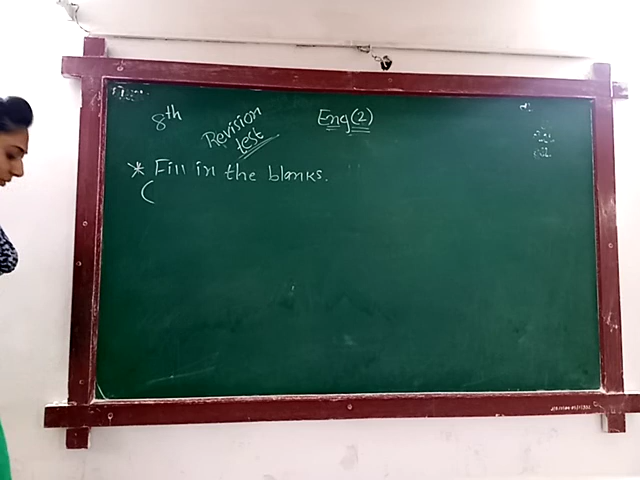 8th
Revision
test
Eng(2)
* Fill in the blanks.
(